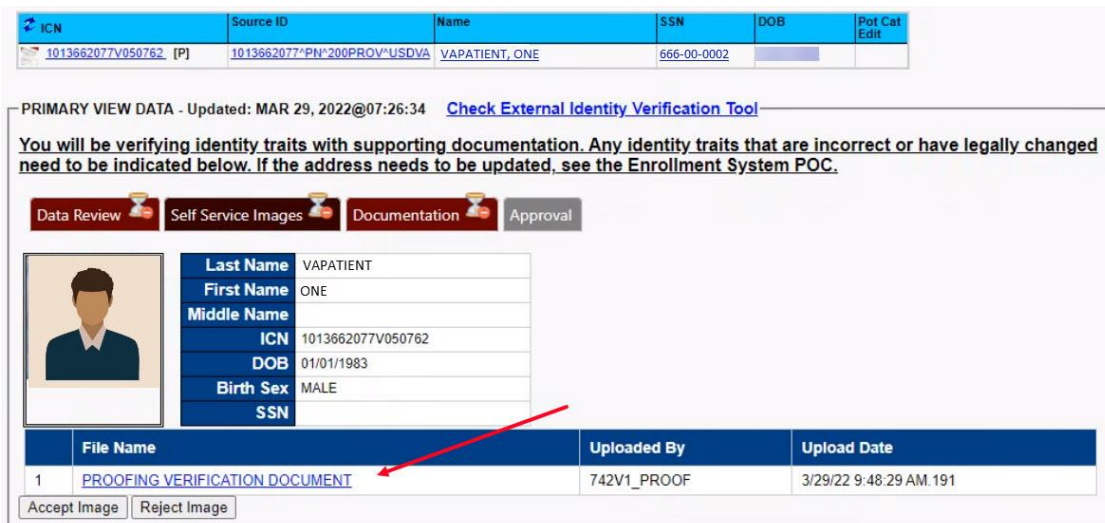 ICN Source ID Name SSN DOB Pot Cat Edit
1013662077V050762 [P] 1013662077^PN^200PROV^USDVA VAPATIENT, ONE 666-00-0002
PRIMARY VIEW DATA - Updated: MAR 29, 2022@07:26:34 Check External Identity Verification Tool
You will be verifying identity traits with supporting documentation. Any identity traits that are incorrect or have legally changed
need to be indicated below. If the address needs to be updated, see the Enrollment System POC.
Data Review Self Service Images Documentation Approval
Last Name VAPATIENT
First Name ONE
Middle Name
ICN 1013662077V050762
DOB 01/01/1983
Birth Sex MALE
SSN
File Name Uploaded By Upload Date
1 PROOFING VERIFICATION DOCUMENT 742V1_PROOF 3/29/22 9:48:29 AM.191
Accept Image Reject Image